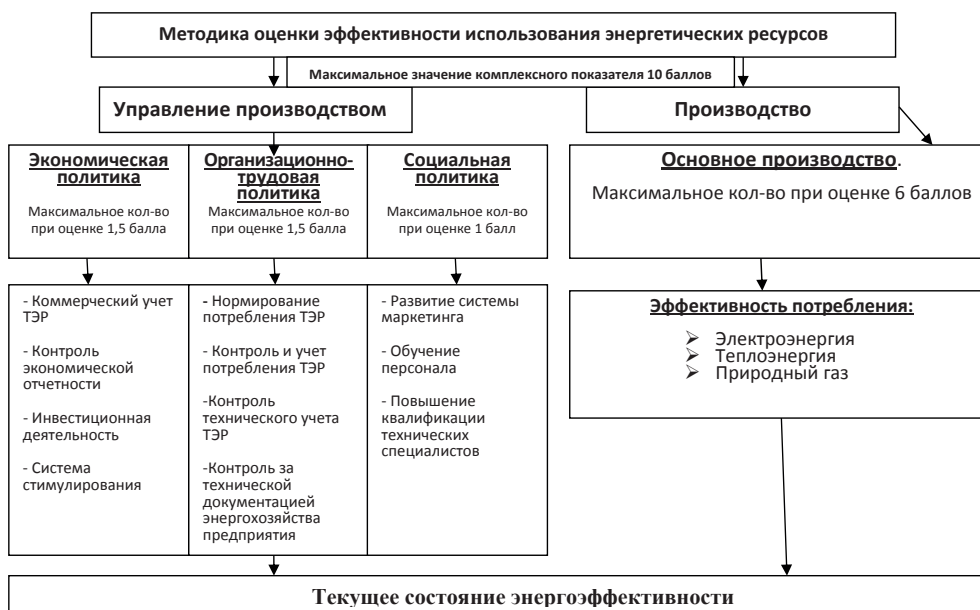 Методика оценки эффективности использования энергетических ресурсов
Максимальное значение комплексного показателя 10 баллов
Управление производством
Производство
Экономическая
политика
Максимальное кол-во
при оценке 1,5 балла
Организационно-
трудовая
политика
Максимальное кол-во
при оценке 1,5 балла
Социальная
политика
Максимальное кол-во
при оценке 1 балл
Основное производство.
Максимальное кол-во при оценке 6 баллов
- Коммерческий учет
ТЭР
- Контроль
экономической
отчетности
- Инвестиционная
деятельность
- Система
стимулирования
- Нормирование
потребления ТЭР
- Контроль и учет
потребления ТЭР
-Контроль
технического учета
ТЭР
-Контроль за
технической
документацией
энергохозяйства
предприятия
- Развитие системы
маркетинга
- Обучение
персонала
- Повышение
квалификации
технических
специалистов
Эффективность потребления:
➢ Электроэнергия
➢ Теплоэнергия
➢ Природный газ
Текущее состояние энергоэффективности